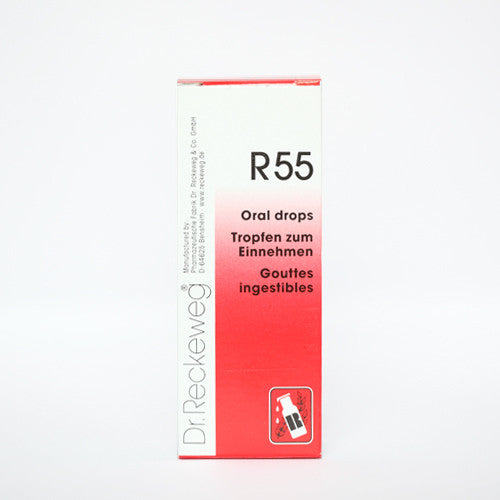 R55
Oral drops
Tropfen zum
Einnehmen
Gouttes
ingestibles
Dr. Reckeweg®
Manufactured by:
Pharmazeutische Fabrik Dr. Reckeweg & Co. GmbH
D-64625 Bensheim · www.reckeweg.de
R